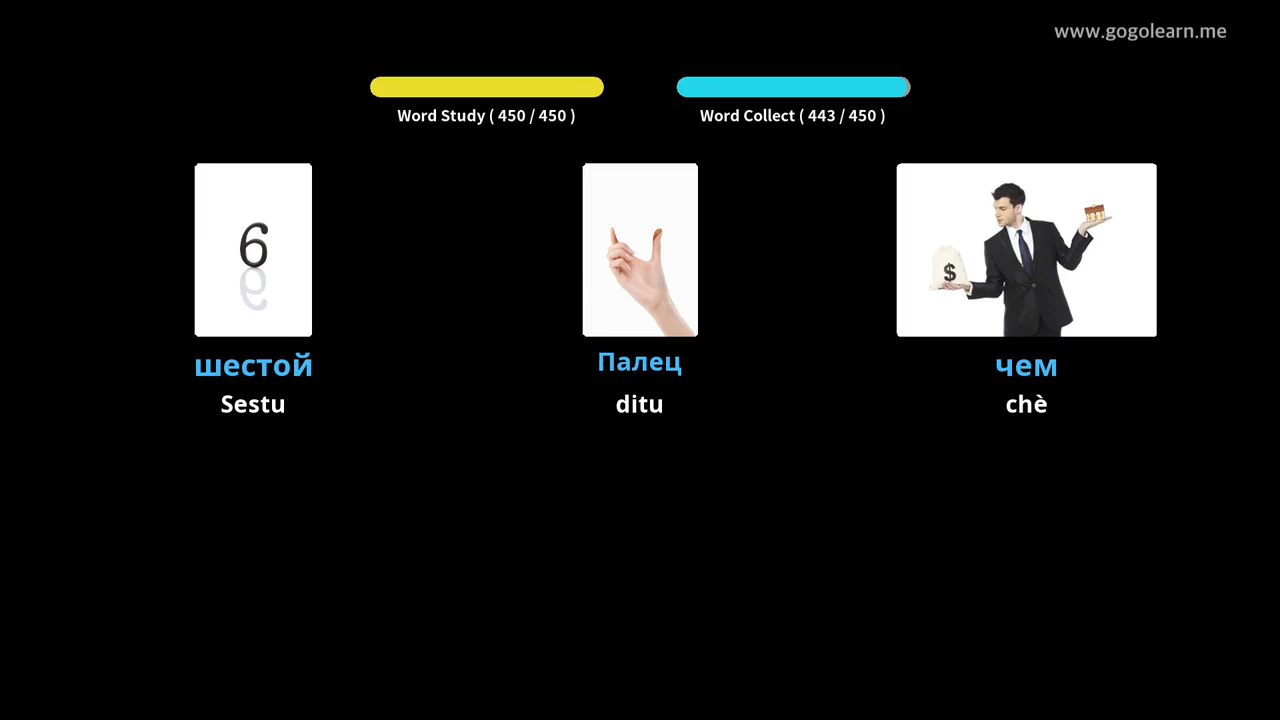 www.gogolearn.me
Word Study ( 450 / 450 )
Word Collect ( 443 / 450 )
6
$
шестой
Палец
чем
Sestu
ditu
chè